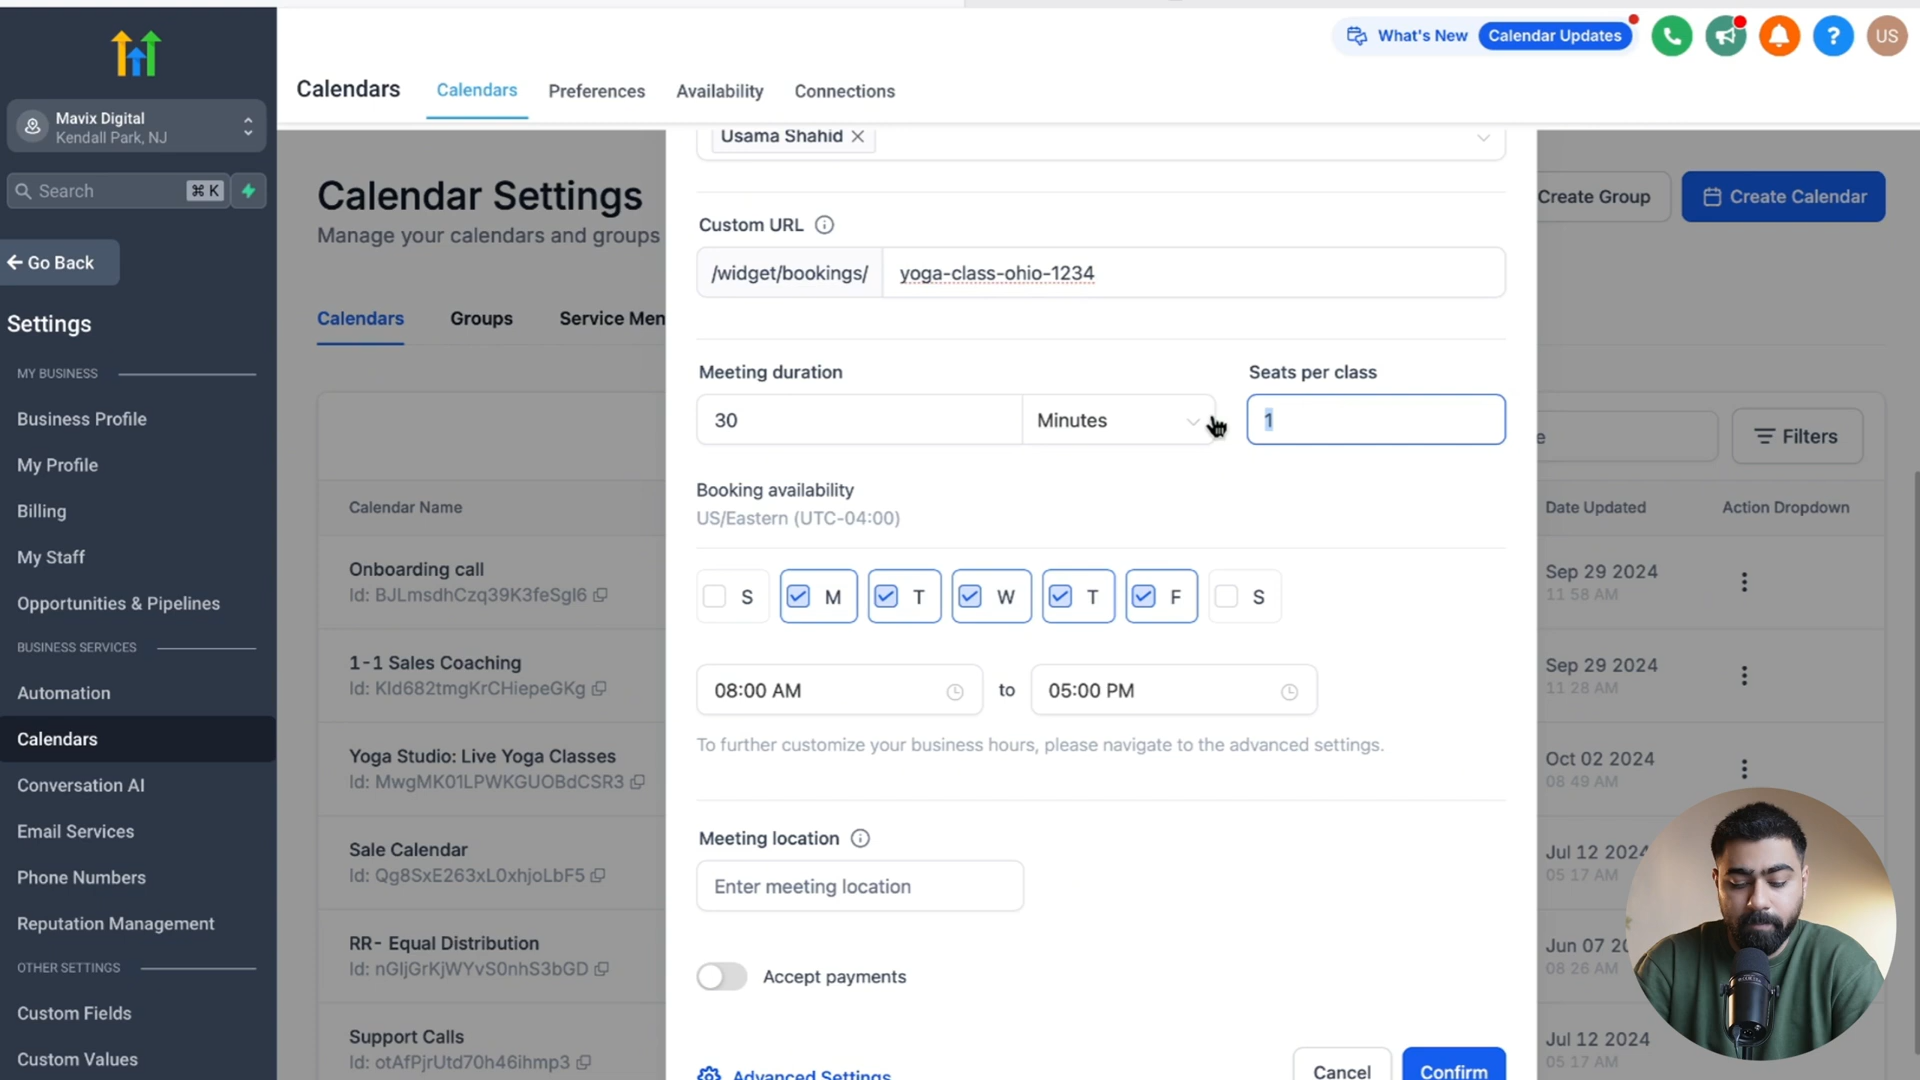 What's New
Calendar Updates
US
Calendars
Calendars
Preferences
Availability
Connections
Mavix Digital
Kendall Park, NJ
Search
⌘ K
Go Back
Settings
MY BUSINESS
Business Profile
My Profile
Billing
My Staff
Opportunities & Pipelines
BUSINESS SERVICES
Automation
Calendars
Conversation AI
Email Services
Phone Numbers
Reputation Management
OTHER SETTINGS
Custom Fields
Custom Values
Calendar Settings
Manage your calendars and groups
Create Group
Create Calendar
Calendars
Groups
Service Men
Filters
Calendar Name
Date Updated
Action Dropdown
Onboarding call
Id: BJLmsdhCzq39K3feSgl6
Sep 29 2024
11 58 AM
1-1 Sales Coaching
Id: KId682tmgKrCHiepeGKg
Sep 29 2024
11 28 AM
Yoga Studio: Live Yoga Classes
Id: MwgMK01LPWKGUOBdCSR3
Oct 02 2024
08 49 AM
Sale Calendar
Id: Qg8SxE263xL0xhjoLbF5
Jul 12 2024
05 17 AM
RR- Equal Distribution
Id: nGIjGrKjWYvS0nhS3bGD
Jun 07 20
08 26 AM
Support Calls
Id: otAfPjrUtd70h46ihmp3
Jul 12 2024
05 17 AM
Usama Shahid
Custom URL
/widget/bookings/
yoga-class-ohio-1234
Meeting duration
Seats per class
30
Minutes
1
Booking availability
US/Eastern (UTC-04:00)
S
M
T
W
T
F
S
08:00 AM
to
05:00 PM
To further customize your business hours, please navigate to the advanced settings.
Meeting location
Enter meeting location
Accept payments
Advanced Settings
Cancel
Confirm